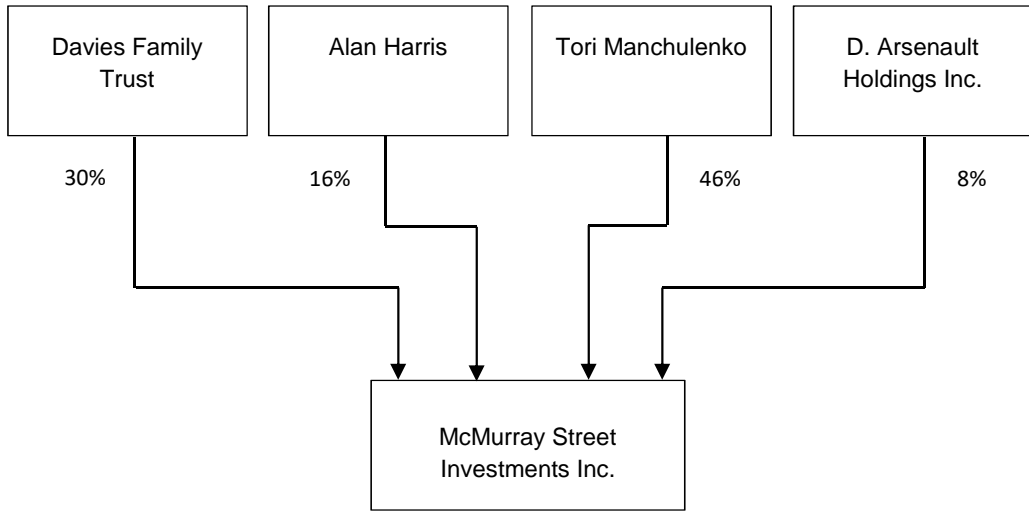 Davies Family
Trust
Alan Harris
Tori Manchulenko
D. Arsenault
Holdings Inc.
30%
16%
46%
8%
McMurray Street
Investments Inc.